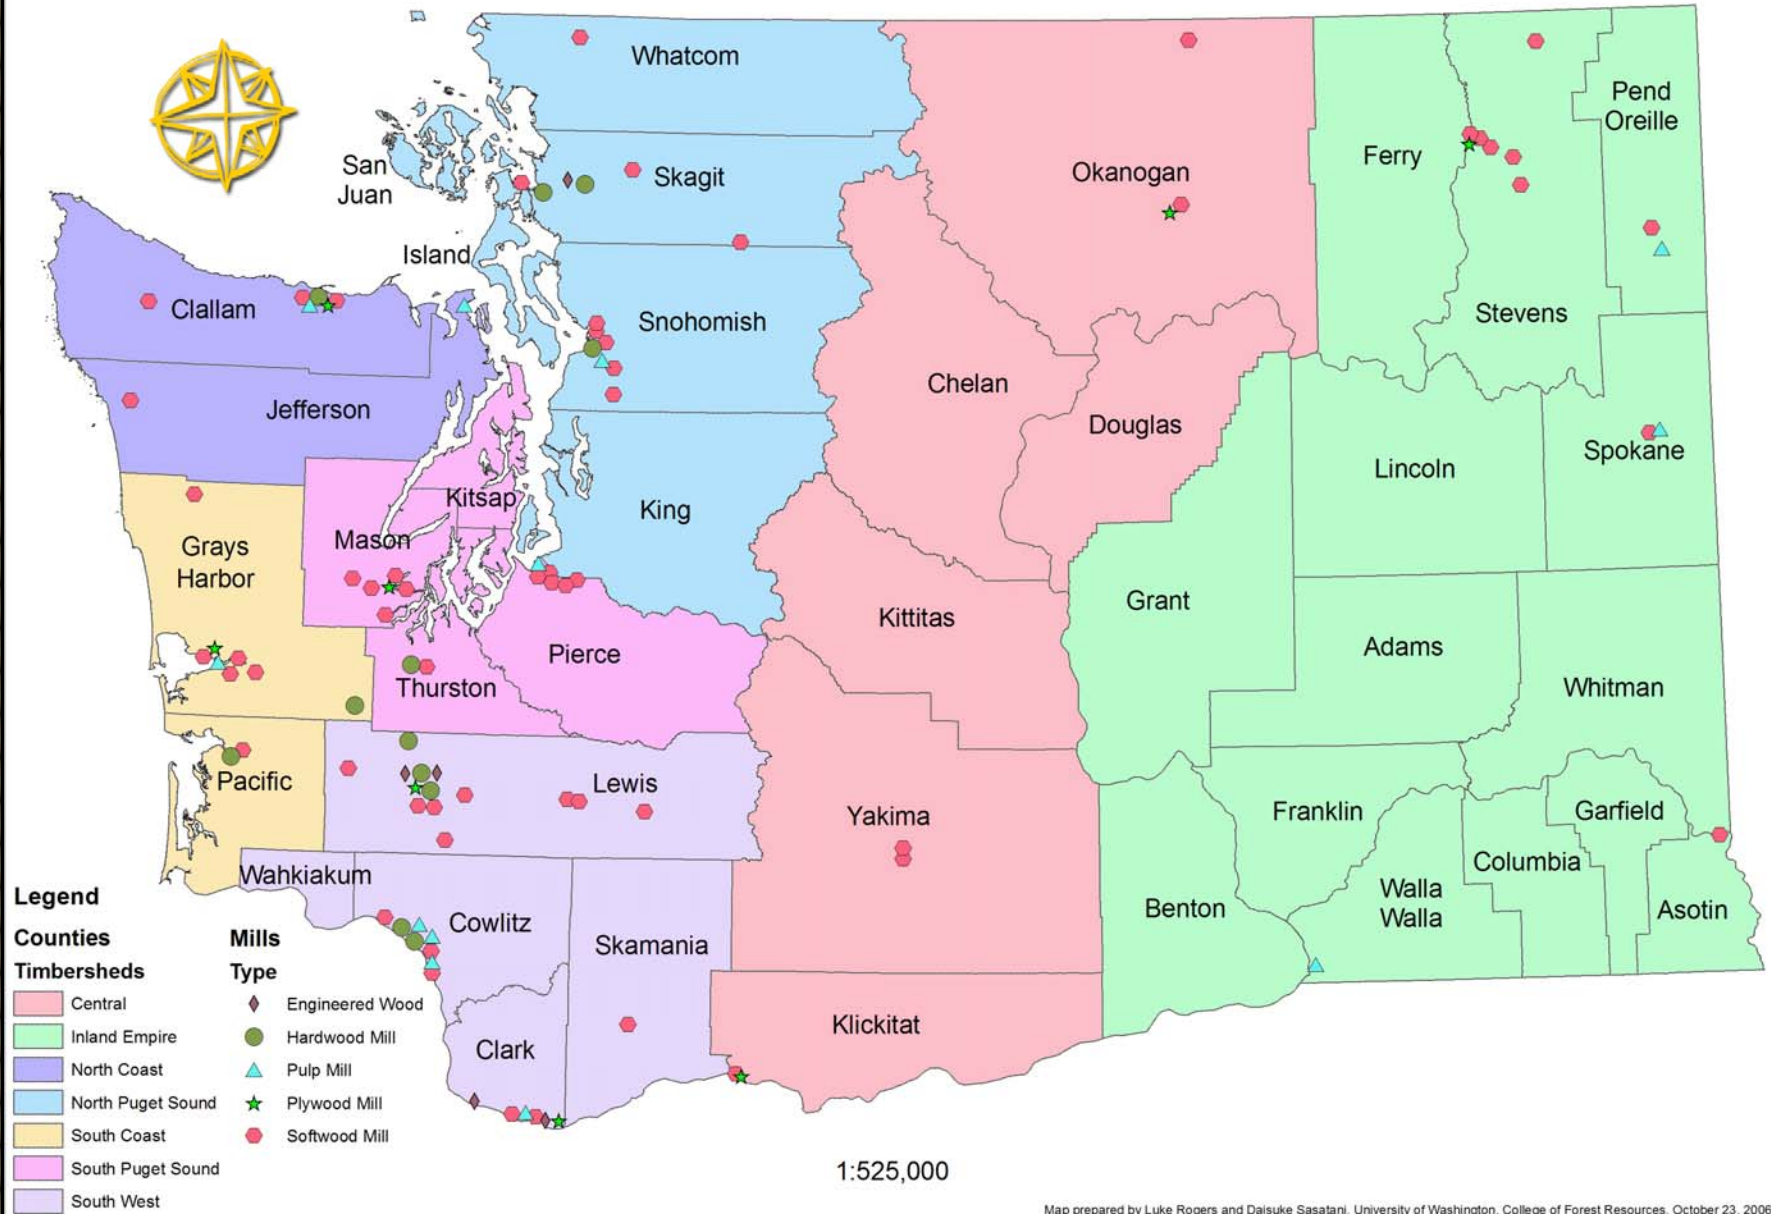 Whatcom
Pend
Oreille
Ferry
San
Juan
Skagit
Okanogan
Island
Clallam
Snohomish
Stevens
Chelan
Jefferson
Douglas
Lincoln
Spokane
Kitsap
King
Mason
Grays
Harbor
Kittitas
Grant
Adams
Pierce
Thurston
Whitman
Pacific
Lewis
Yakima
Franklin
Garfield
Wahkiakum
Columbia
Cowlitz
Walla
Walla
Benton
Asotin
Skamania
Clark
Klickitat
Legend
Counties
Timbersheds
Central
Inland Empire
North Coast
North Puget Sound
South Coast
South Puget Sound
South West
Mills
Type
Engineered Wood
Hardwood Mill
Pulp Mill
Plywood Mill
Softwood Mill
1:525,000
Map prepared by Luke Rogers and Daisuke Sasatani, University of Washington, College of Forest Resources, October 23, 2006